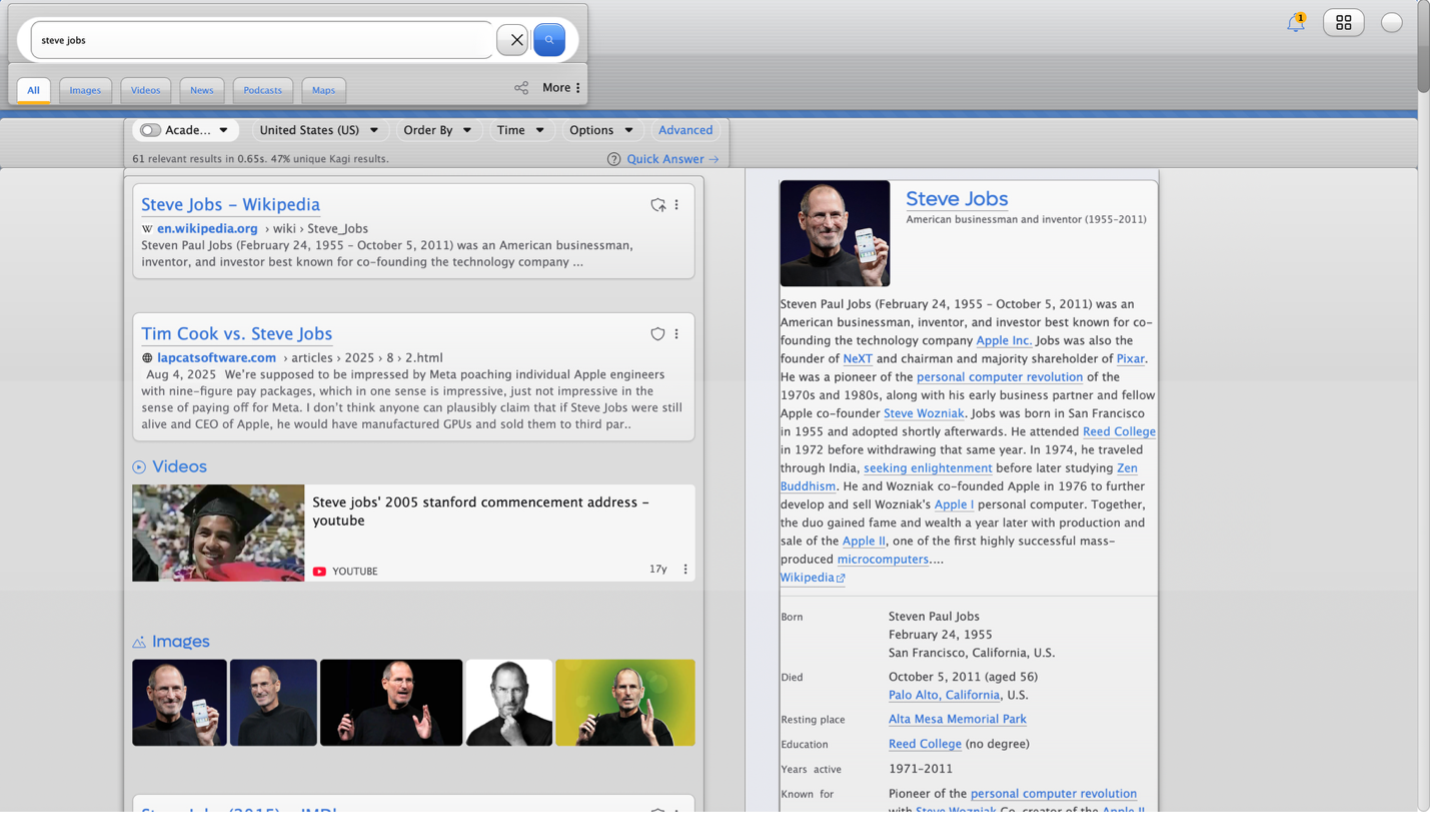 steve jobs
1
All
Images
Videos
News
Podcasts
Maps
More
Acade...
United States (US)
Order By
Time
Options
Advanced
61 relevant results in 0.65s. 47% unique Kagi results.
Quick Answer →
Steve Jobs - Wikipedia
W en.wikipedia.org › wiki › Steve_Jobs
Steven Paul Jobs (February 24, 1955 – October 5, 2011) was an American businessman,
inventor, and investor best known for co-founding the technology company ...
Tim Cook vs. Steve Jobs
lapcatsoftware.com › articles › 2025 › 8 › 2.html
Aug 4, 2025 We're supposed to be impressed by Meta poaching individual Apple engineers
with nine-figure pay packages, which in one sense is impressive, just not impressive in the
sense of paying off for Meta. I don't think anyone can plausibly claim that if Steve Jobs were still
alive and CEO of Apple, he would have manufactured GPUs and sold them to third par..
Videos
Steve jobs' 2005 stanford commencement address -
youtube
YOUTUBE
17y
Images
Steve Jobs
American businessman and inventor (1955-2011)
Steven Paul Jobs (February 24, 1955 – October 5, 2011) was an
American businessman, inventor, and investor best known for co-
founding the technology company Apple Inc. Jobs was also the
founder of NeXT and chairman and majority shareholder of Pixar.
He was a pioneer of the personal computer revolution of the
1970s and 1980s, along with his early business partner and fellow
Apple co-founder Steve Wozniak. Jobs was born in San Francisco
in 1955 and adopted shortly afterwards. He attended Reed College
in 1972 before withdrawing that same year. In 1974, he traveled
through India, seeking enlightenment before later studying Zen
Buddhism. He and Wozniak co-founded Apple in 1976 to further
develop and sell Wozniak's Apple I personal computer. Together,
the duo gained fame and wealth a year later with production and
sale of the Apple II, one of the first highly successful mass-
produced microcomputers....
Wikipedia
Born
Steven Paul Jobs
February 24, 1955
San Francisco, California, U.S.
Died
October 5, 2011 (aged 56)
Palo Alto, California, U.S.
Resting place
Alta Mesa Memorial Park
Education
Reed College (no degree)
Years active
1971-2011
Known for
Pioneer of the personal computer revolution
with Steve Wozniak Co-creator of the Apple II